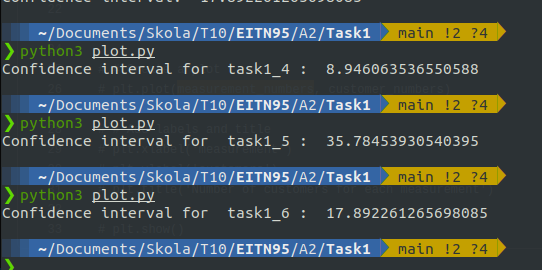 ~/Documents/Skola/T10/EITN95/A2/Task1 main !2 ?4
❯ python3 plot.py
Confidence interval for  task1_4 :  8.946063536550588
~/Documents/Skola/T10/EITN95/A2/Task1 main !2 ?4
❯ python3 plot.py
Confidence interval for  task1_5 :  35.78453930540395
~/Documents/Skola/T10/EITN95/A2/Task1 main !2 ?4
❯ python3 plot.py
Confidence interval for  task1_6 :  17.892261265698085
~/Documents/Skola/T10/EITN95/A2/Task1 main !2 ?4
❯